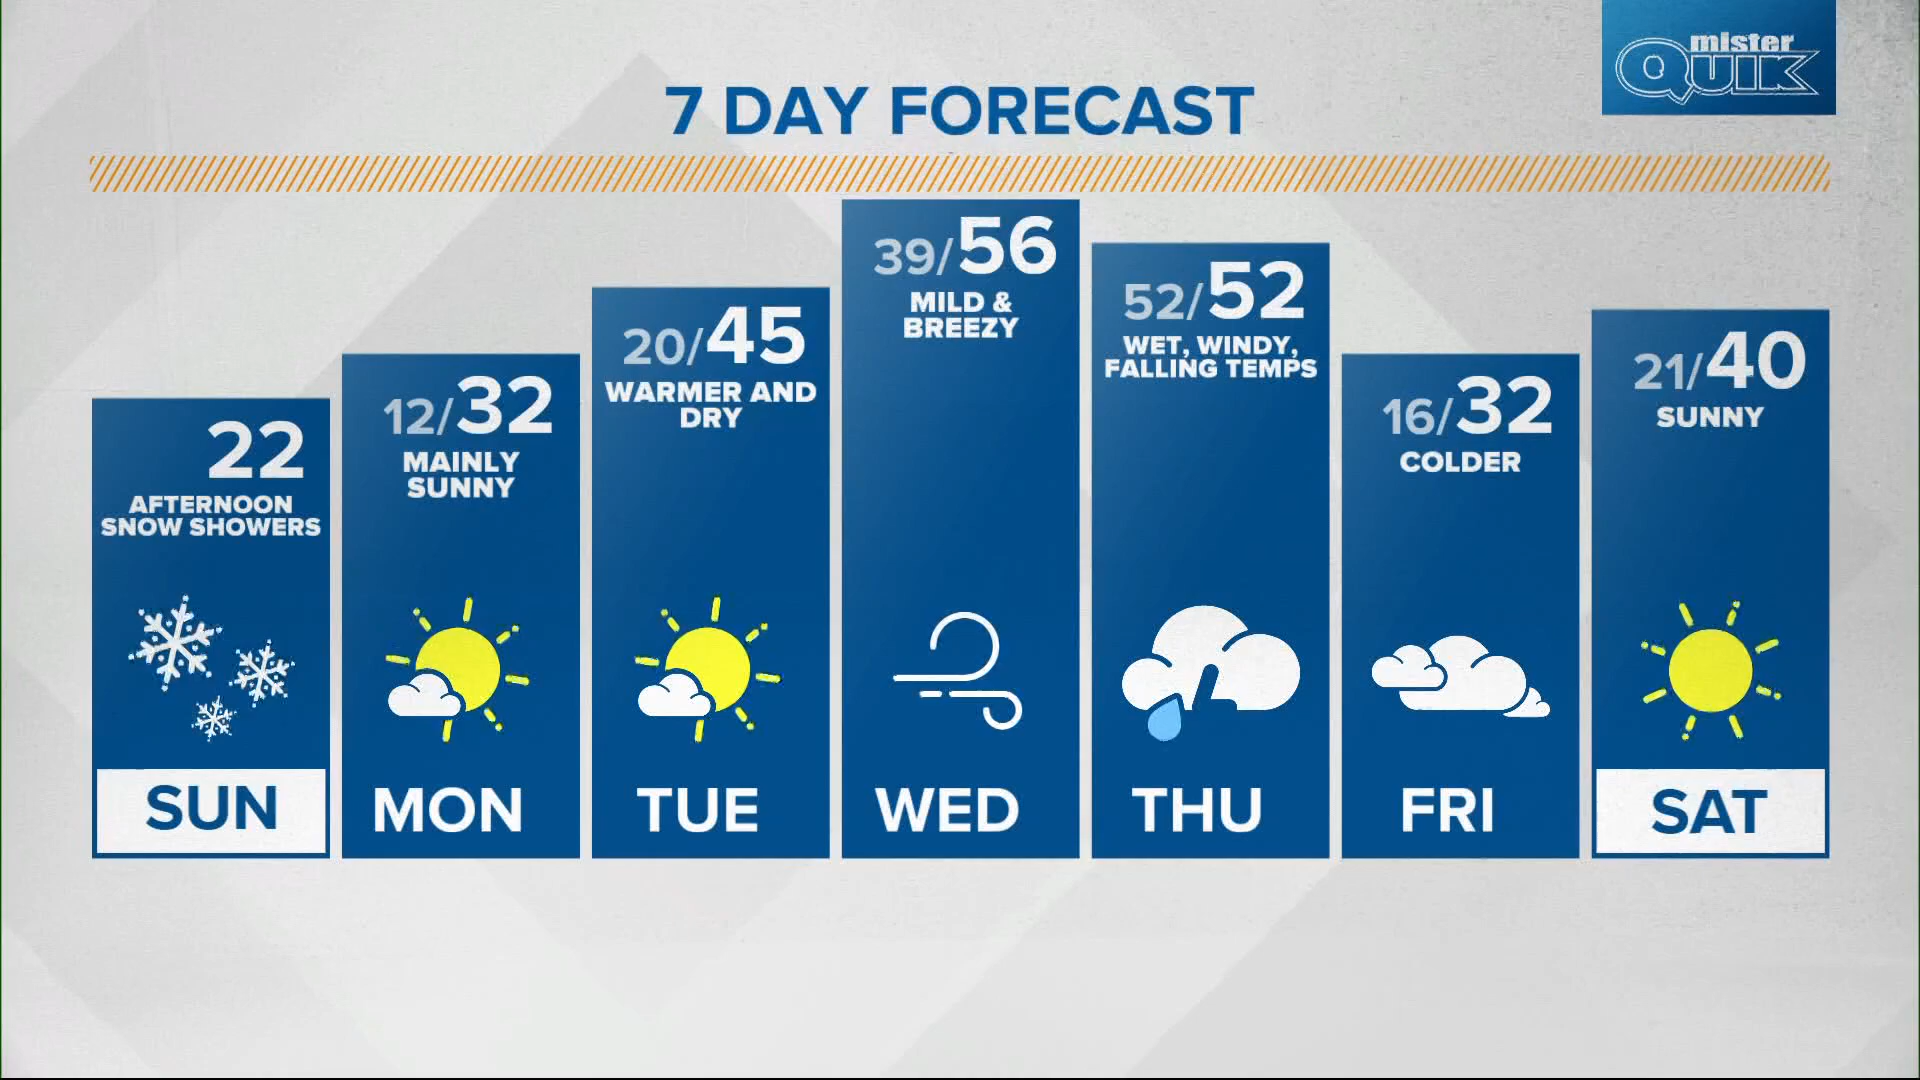 mister
Quik
7 DAY FORECAST
22
AFTERNOON
SNOW SHOWERS
SUN
12/32
MAINLY
SUNNY
MON
20/45
WARMER AND
DRY
TUE
39/56
MILD &
BREEZY
WED
52/52
WET, WINDY,
FALLING TEMPS
THU
16/32
COLDER
FRI
21/40
SUNNY
SAT